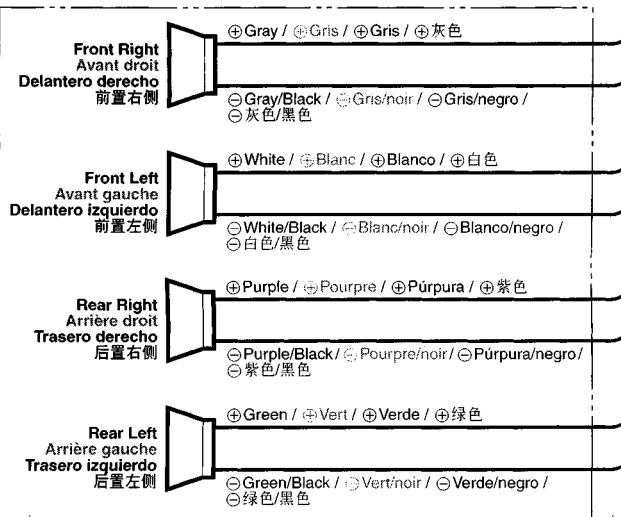 ⊕Gray / ⊕Gris / ⊕Gris / ⊕灰色
Front Right
Avant droit
Delantero derecho
前置右侧
⊖Gray/Black / ⊖Gris/noir / ⊖Gris/negro /
⊖灰色/黑色
⊕White / ⊕Blanc / ⊕Blanco / ⊕白色
Front Left
Avant gauche
Delantero izquierdo
前置左侧
⊖White/Black / ⊖Blanc/noir / ⊖Blanco/negro /
⊖白色/黑色
⊕Purple / ⊕Pourpre / ⊕Púrpura / ⊕紫色
Rear Right
Arrière droit
Trasero derecho
后置右侧
⊖Purple/Black / ⊖Pourpre/noir / ⊖Púrpura/negro /
⊖紫色/黑色
⊕Green / ⊕Vert / ⊕Verde / ⊕绿色
Rear Left
Arrière gauche
Trasero izquierdo
后置左侧
⊖Green/Black / ⊖Vert/noir / ⊖Verde/negro /
⊖绿色/黑色